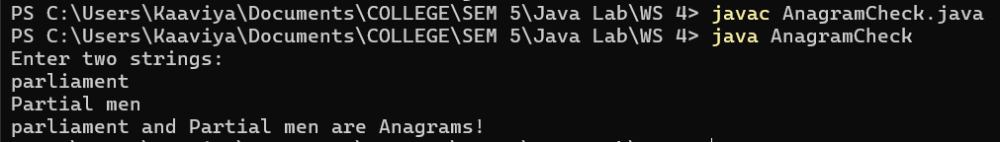 PS C:\Users\Kaaviya\Documents\COLLEGE\SEM 5\Java Lab\WS 4> javac AnagramCheck.java
PS C:\Users\Kaaviya\Documents\COLLEGE\SEM 5\Java Lab\WS 4> java AnagramCheck
Enter two strings:
parliament
Partial men
parliament and Partial men are Anagrams!